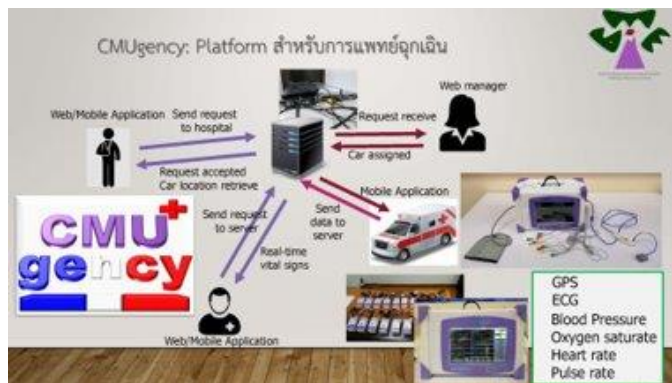 CMUgency: Platform สำหรับการแพทย์ฉุกเฉิน
Web manager
Web/Mobile Application
Send request
to hospital
Request receive
Car assigned
Request accepted
Car location retrieve
Mobile Application
Send request
to server
Send
data to
server
CMU
gency
Real-time
vital signs
Web/Mobile Application
GPS
ECG
Blood Pressure
Oxygen saturate
Heart rate
Pulse rate